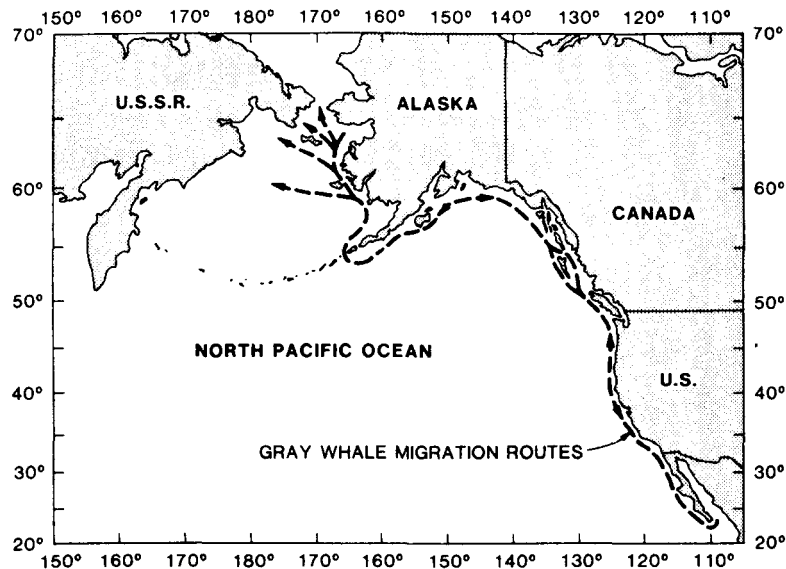 150° 160° 170° 180° 170° 160° 150° 140° 130° 120° 110°
70° 70°
U.S.S.R. ALASKA
60° 60°
CANADA
50° 50°
NORTH PACIFIC OCEAN
U.S.
40° 40°
GRAY WHALE MIGRATION ROUTES
30° 30°
20° 20°
150° 160° 170° 180° 170° 160° 150° 140° 130° 120° 110°